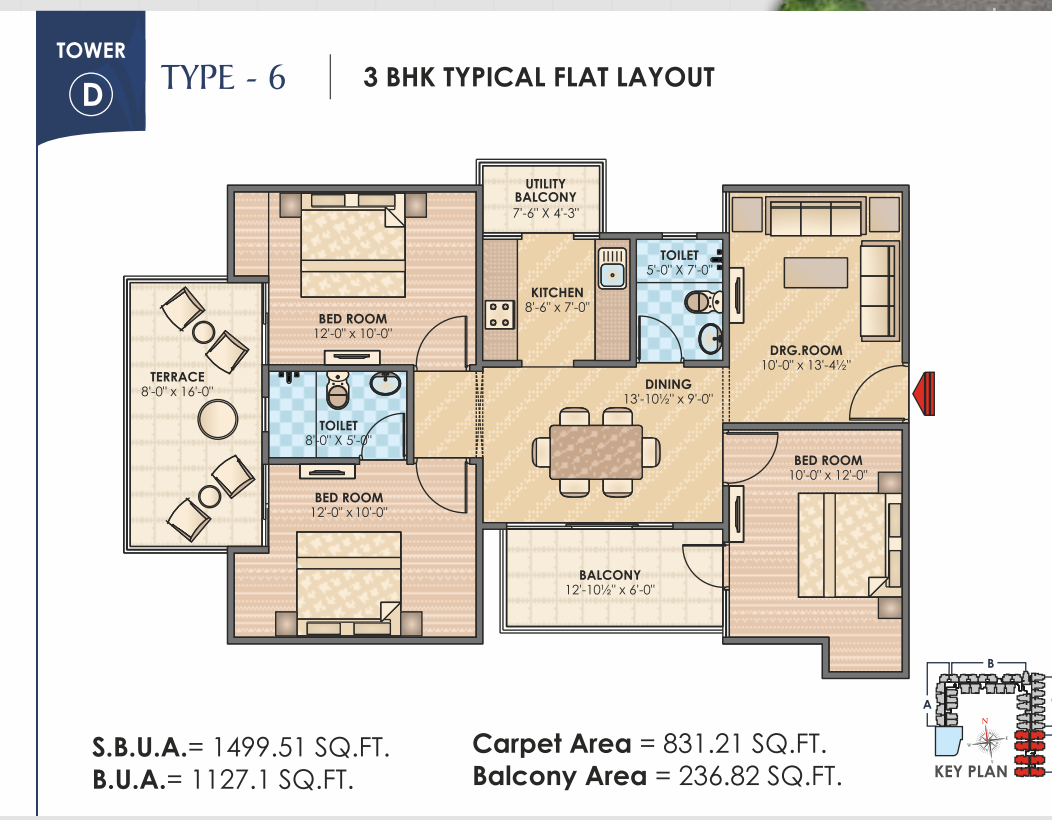 TOWER
D
TYPE - 6
3 BHK TYPICAL FLAT LAYOUT
UTILITY
BALCONY
7'-6" X 4'-3"
TOILET
5'-0" X 7'-0"
KITCHEN
8'-6" x 7'-0"
BED ROOM
12'-0" x 10'-0"
DRG.ROOM
10'-0" x 13'-4½"
TERRACE
8'-0" x 16'-0"
DINING
13'-10½" x 9'-0"
TOILET
8'-0" X 5'-0"
BED ROOM
10'-0" x 12'-0"
BED ROOM
12'-0" x 10'-0"
BALCONY
12'-10½" x 6'-0"
S.B.U.A.= 1499.51 SQ.FT.
B.U.A.= 1127.1 SQ.FT.
Carpet Area = 831.21 SQ.FT.
Balcony Area = 236.82 SQ.FT.
B
A
N
KEY PLAN